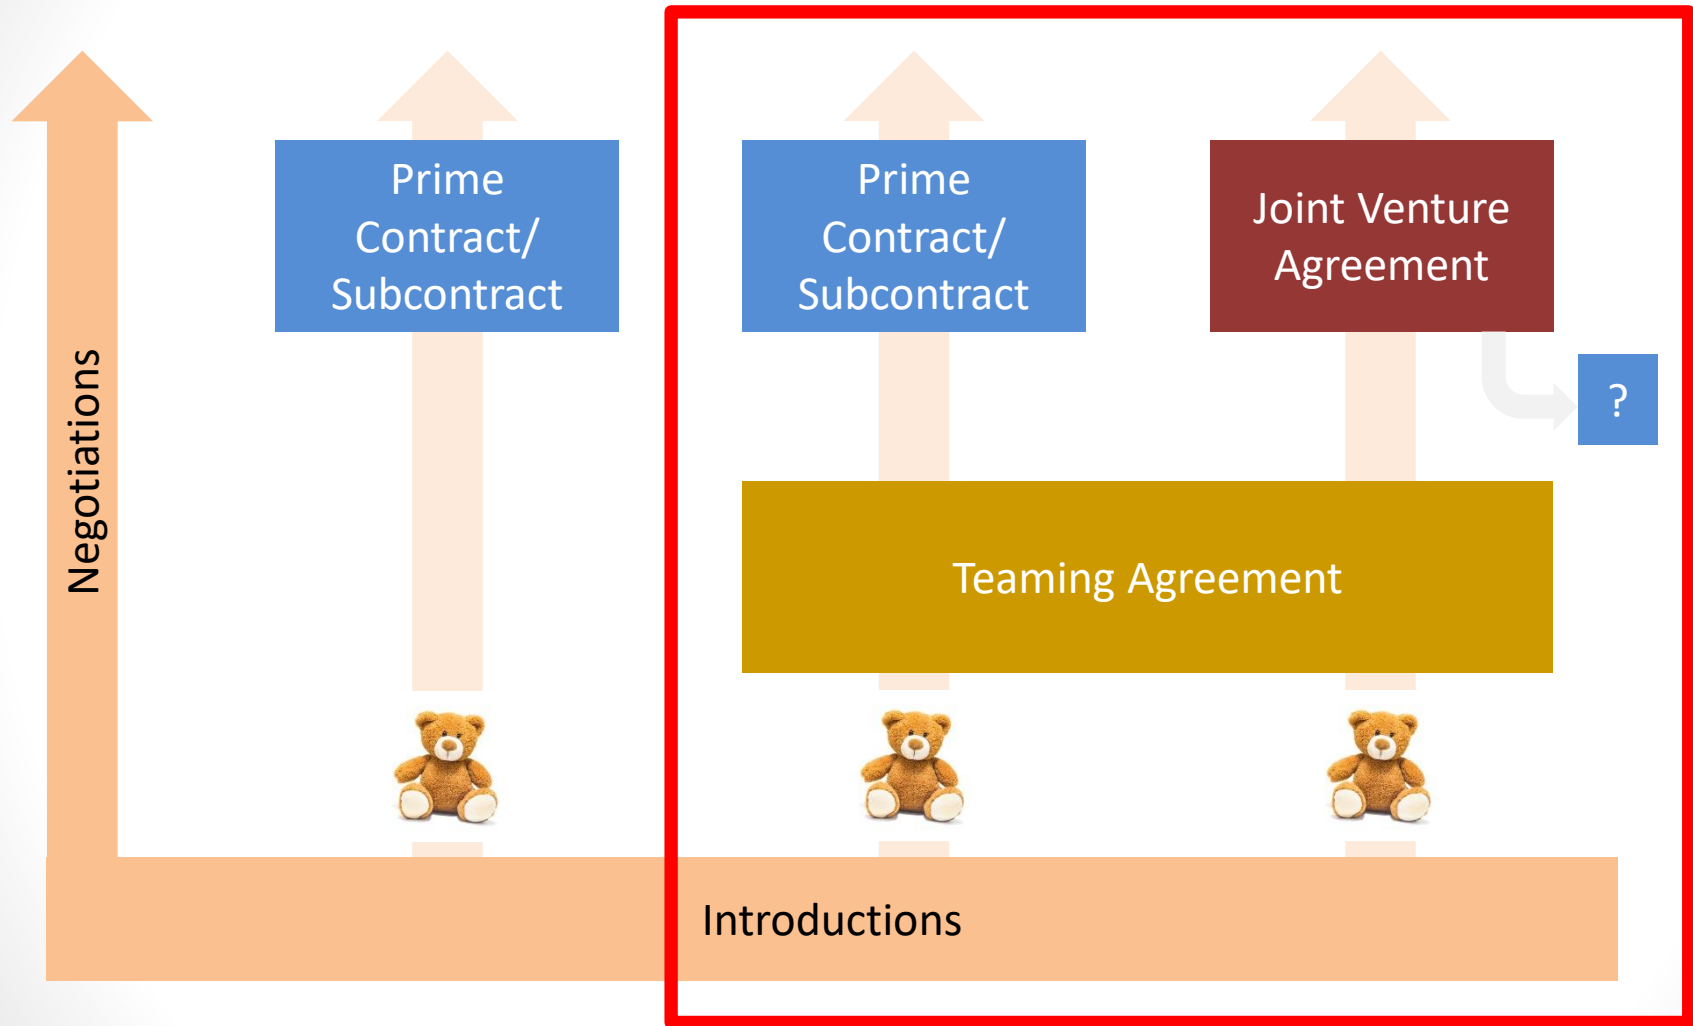 Prime
Contract/
Subcontract
Prime
Contract/
Subcontract
Joint Venture
Agreement
?
Negotiations
Teaming Agreement
Introductions